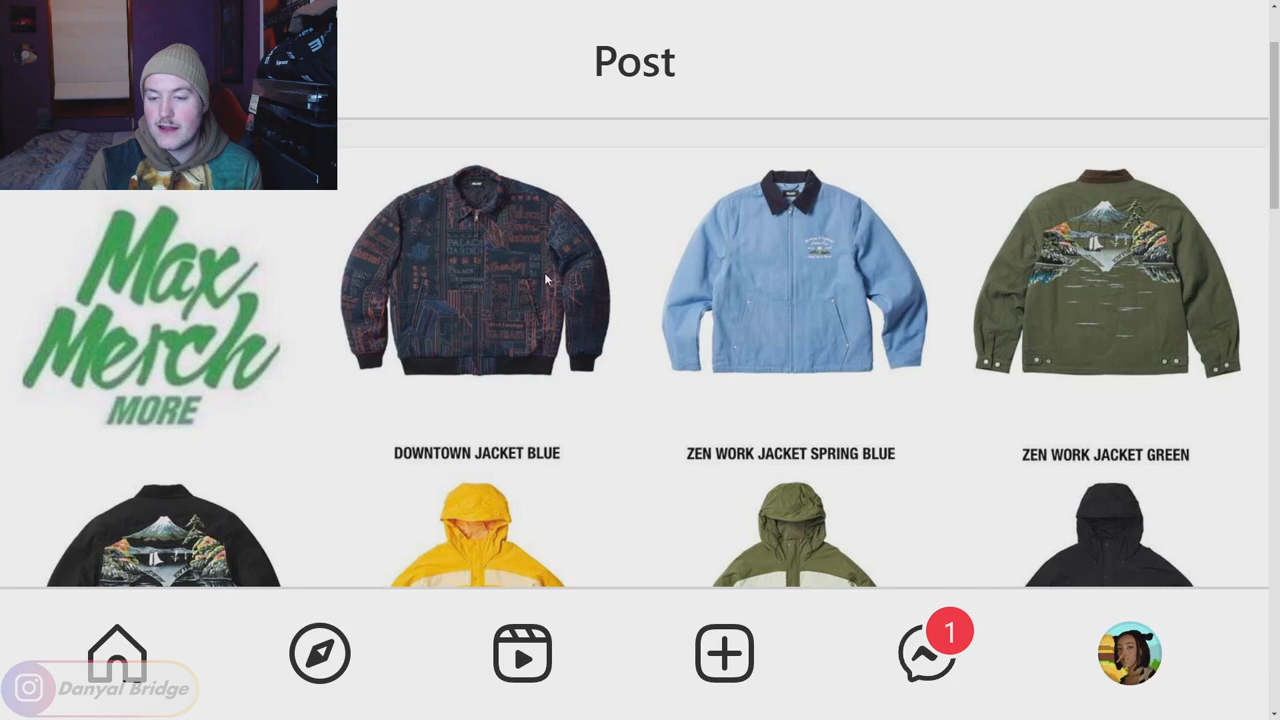 Post
Max
Merch
MORE
DOWNTOWN JACKET BLUE
ZEN WORK JACKET SPRING BLUE
ZEN WORK JACKET GREEN
1
Danyal Bridge